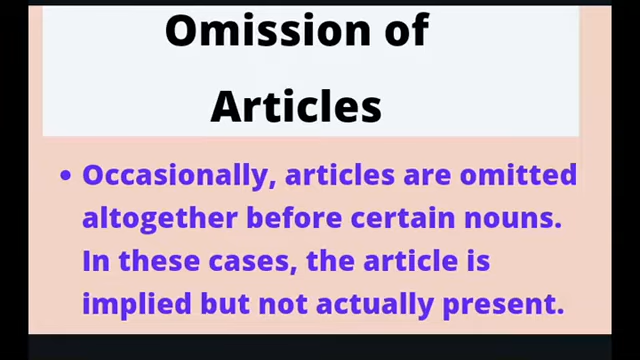 Omission of
Articles
• Occasionally, articles are omitted
altogether before certain nouns.
In these cases, the article is
implied but not actually present.